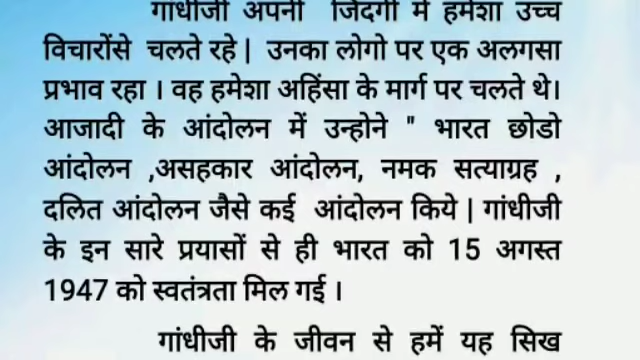 गांधीजी अपनी जिंदगी में हमेशा उच्च
विचारोंसे चलते रहे | उनका लोगो पर एक अलगसा
प्रभाव रहा । वह हमेशा अहिंसा के मार्ग पर चलते थे।
आजादी के आंदोलन में उन्होने " भारत छोडो
आंदोलन ,असहकार आंदोलन, नमक सत्याग्रह ,
दलित आंदोलन जैसे कई आंदोलन किये | गांधीजी
के इन सारे प्रयासों से ही भारत को 15 अगस्त
1947 को स्वतंत्रता मिल गई ।
गांधीजी के जीवन से हमें यह सिख